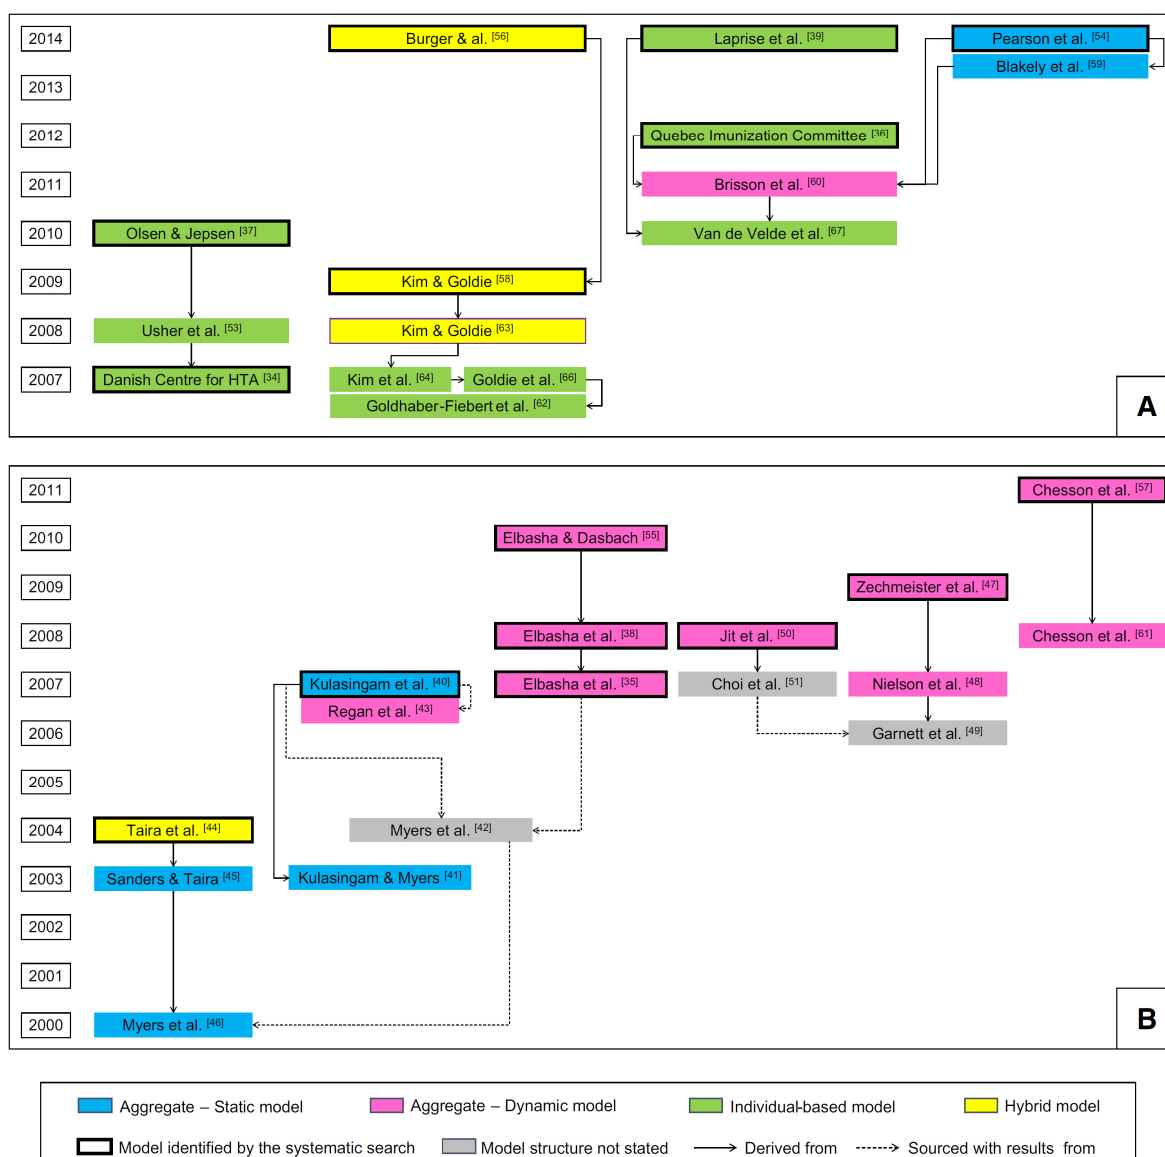 2014 Burger & al. [56] Laprise et al. [39] Pearson et al. [54]
Blakely et al. [59]
2013
2012 Quebec Imunization Committee [36]
2011 Brisson et al. [60]
2010 Olsen & Jepsen [37] Van de Velde et al. [67]
2009 Kim & Goldie [58]
2008 Usher et al. [53] Kim & Goldie [63]
2007 Danish Centre for HTA [34] Kim et al. [64] Goldie et al. [66]
Goldhaber-Fiebert et al. [62]
A
2011 Chesson et al. [57]
2010 Elbasha & Dasbach [55]
2009 Zechmeister et al. [47]
2008 Elbasha et al. [38] Jit et al. [50] Chesson et al. [61]
2007 Kulasingam et al. [40] Elbasha et al. [35] Choi et al. [51] Nielson et al. [48]
Regan et al. [43]
2006 Garnett et al. [49]
2005
2004 Taira et al. [44] Myers et al. [42]
2003 Sanders & Taira [45] Kulasingam & Myers [41]
2002
2001
2000 Myers et al. [46]
B
Aggregate – Static model Aggregate – Dynamic model Individual-based model Hybrid model
Model identified by the systematic search Model structure not stated Derived from Sourced with results from